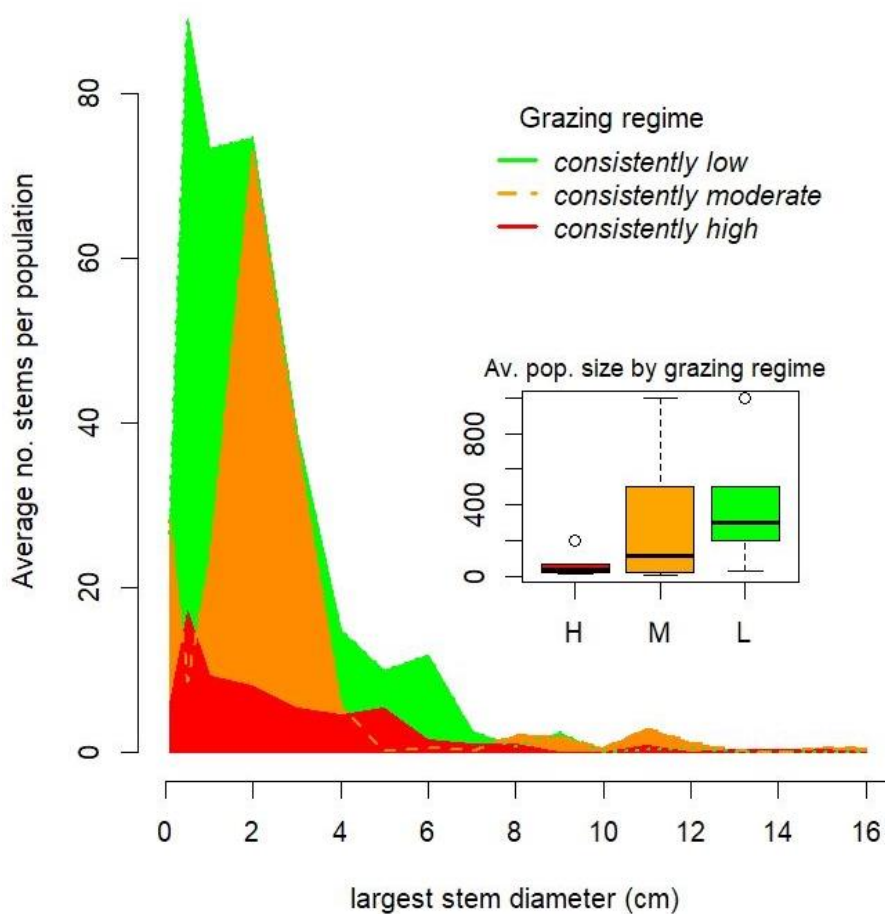 Average no. stems per population
80
60
40
20
0
Grazing regime
consistently low
consistently moderate
consistently high
Av. pop. size by grazing regime
800
400
0
H M L
0 2 4 6 8 10 12 14 16
largest stem diameter (cm)